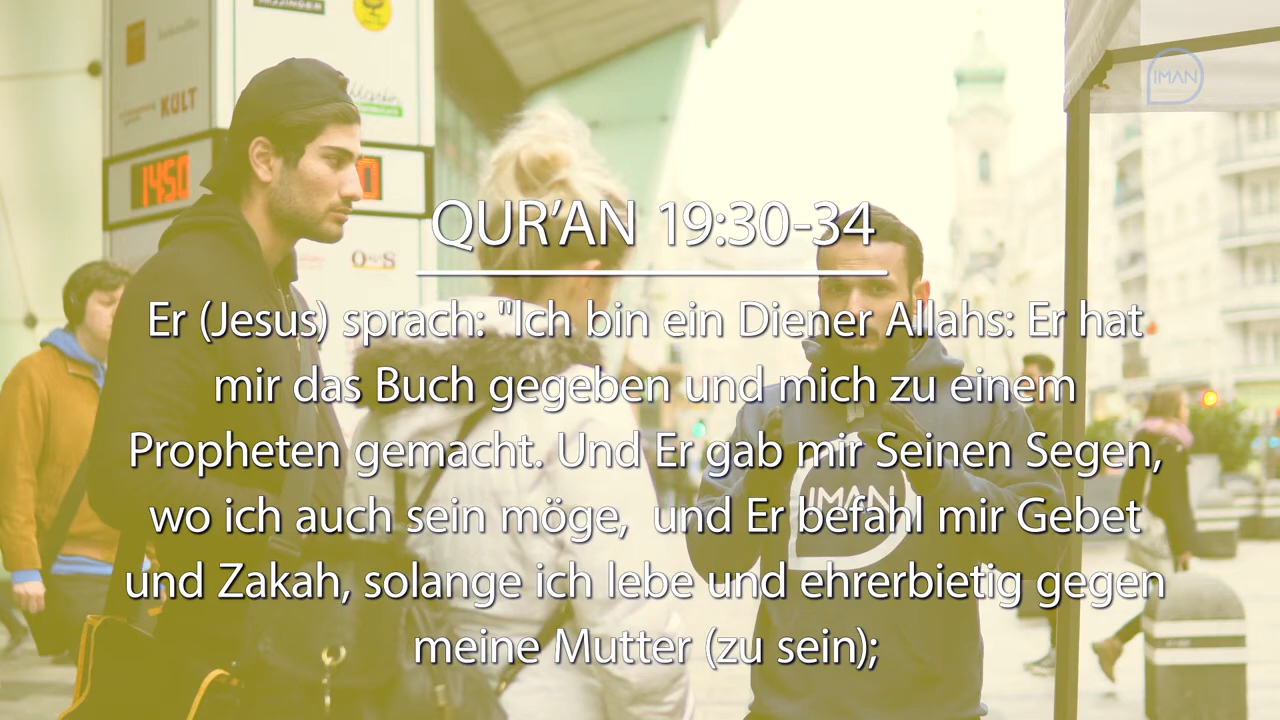 IMAN
KULT
1450
0
QUR’AN 19:30-34
Er (Jesus) sprach: "Ich bin ein Diener Allahs: Er hat
mir das Buch gegeben und mich zu einem
Propheten gemacht. Und Er gab mir Seinen Segen,
wo ich auch sein möge, und Er befahl mir Gebet
und Zakah, solange ich lebe und ehrerbietig gegen
meine Mutter (zu sein);
IMAN